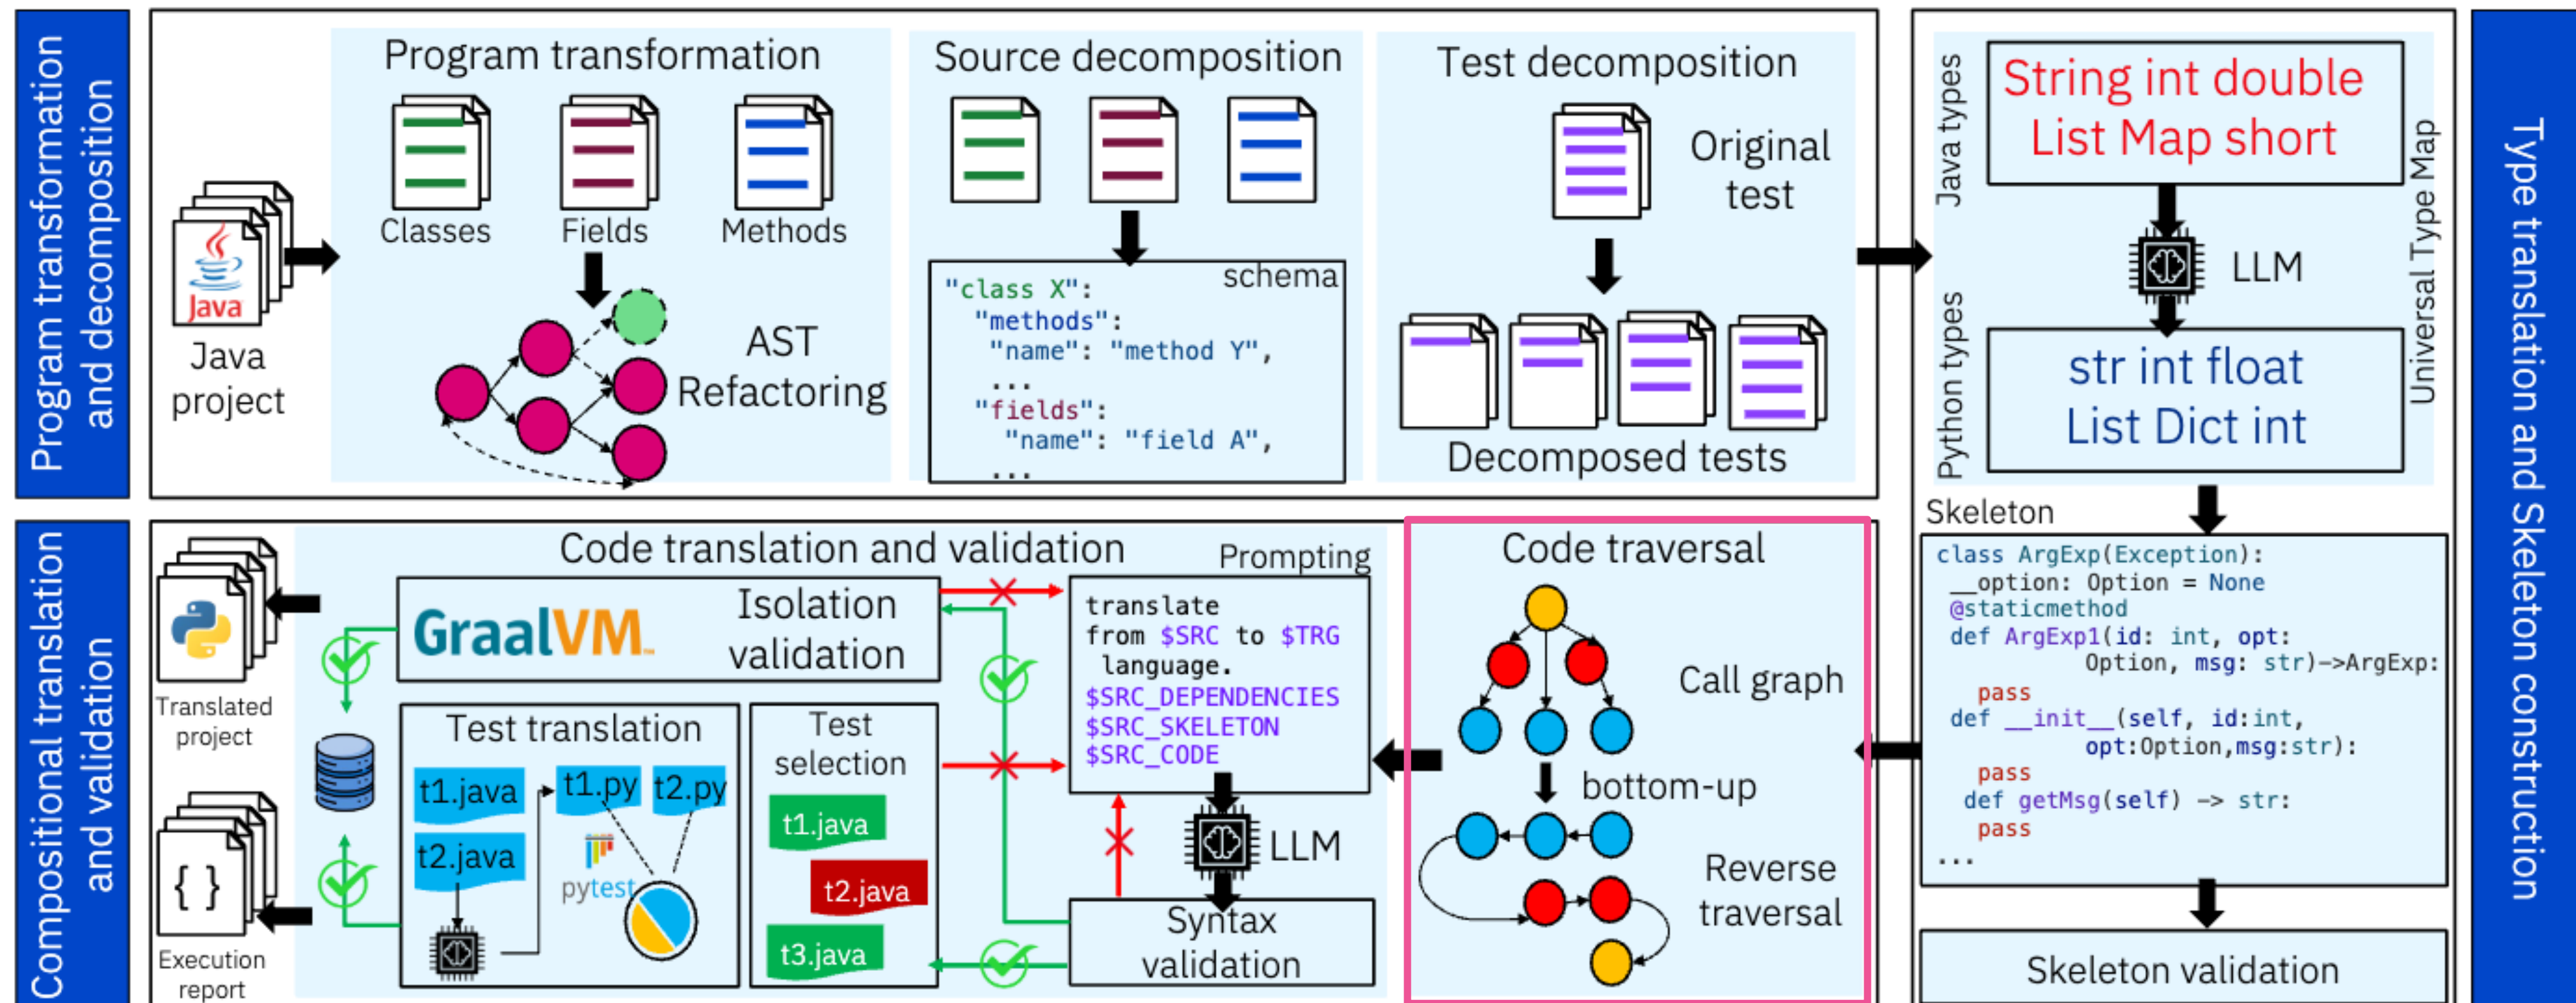 Program transformation
and decomposition
Java
Java
project
Program transformation
Classes
Fields
Methods
AST
Refactoring
Source decomposition
schema
"class X":
"methods":
"name": "method Y",
...
"fields":
"name": "field A",
...
Test decomposition
Original
test
Decomposed tests
Java types
String int double
List Map short
LLM
Universal Type Map
Python types
str int float
List Dict int
Type translation and Skeleton construction
Skeleton
class ArgExp(Exception):
__option: Option = None
@staticmethod
def ArgExp1(id: int, opt:
Option, msg: str)->ArgExp:
pass
def __init__(self, id:int,
opt:Option,msg:str):
pass
def getMsg(self) -> str:
pass
...
Skeleton validation
Compositional translation
and validation
Translated
project
{ }
Execution
report
Code translation and validation
GraalVM™
Isolation
validation
Test translation
t1.java
t2.java
t1.py
t2.py
pytest
Test
selection
t1.java
t2.java
t3.java
Prompting
translate
from $SRC to $TRG
language.
$SRC_DEPENDENCIES
$SRC_SKELETON
$SRC_CODE
LLM
Syntax
validation
Code traversal
Call graph
bottom-up
Reverse
traversal